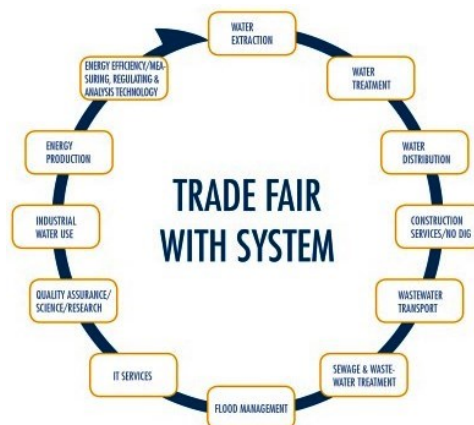 WATER
EXTRACTION
WATER
TREATMENT
WATER
DISTRIBUTION
CONSTRUCTION
SERVICES/NO DIG
WASTEWATER
TRANSPORT
SEWAGE & WASTE-
WATER TREATMENT
FLOOD MANAGEMENT
IT SERVICES
QUALITY ASSURANCE/
SCIENCE/RESEARCH
INDUSTRIAL
WATER USE
ENERGY
PRODUCTION
ENERGY EFFICIENCY/MEA-
SURING, REGULATING &
ANALYSIS TECHNOLOGY
TRADE FAIR
WITH SYSTEM